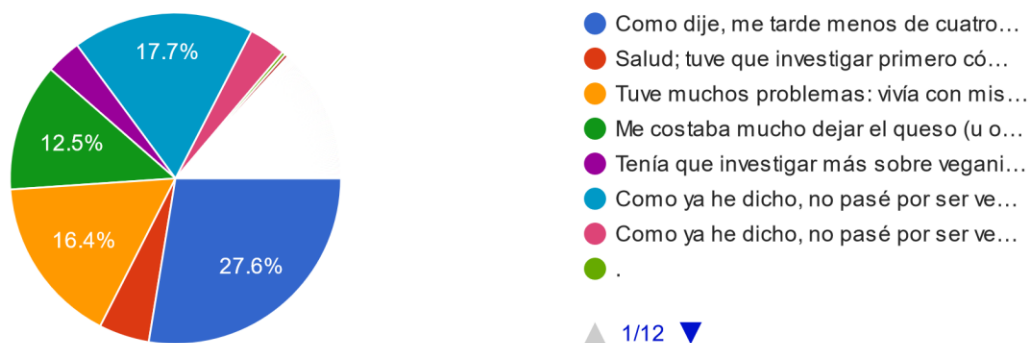 17.7%
12.5%
16.4%
27.6%
Como dije, me tarde menos de cuatro…
Salud; tuve que investigar primero có…
Tuve muchos problemas: vivía con mis…
Me costaba mucho dejar el queso (u o…
Tenía que investigar más sobre vegani…
Como ya he dicho, no pasé por ser ve…
Como ya he dicho, no pasé por ser ve…
.
1/12